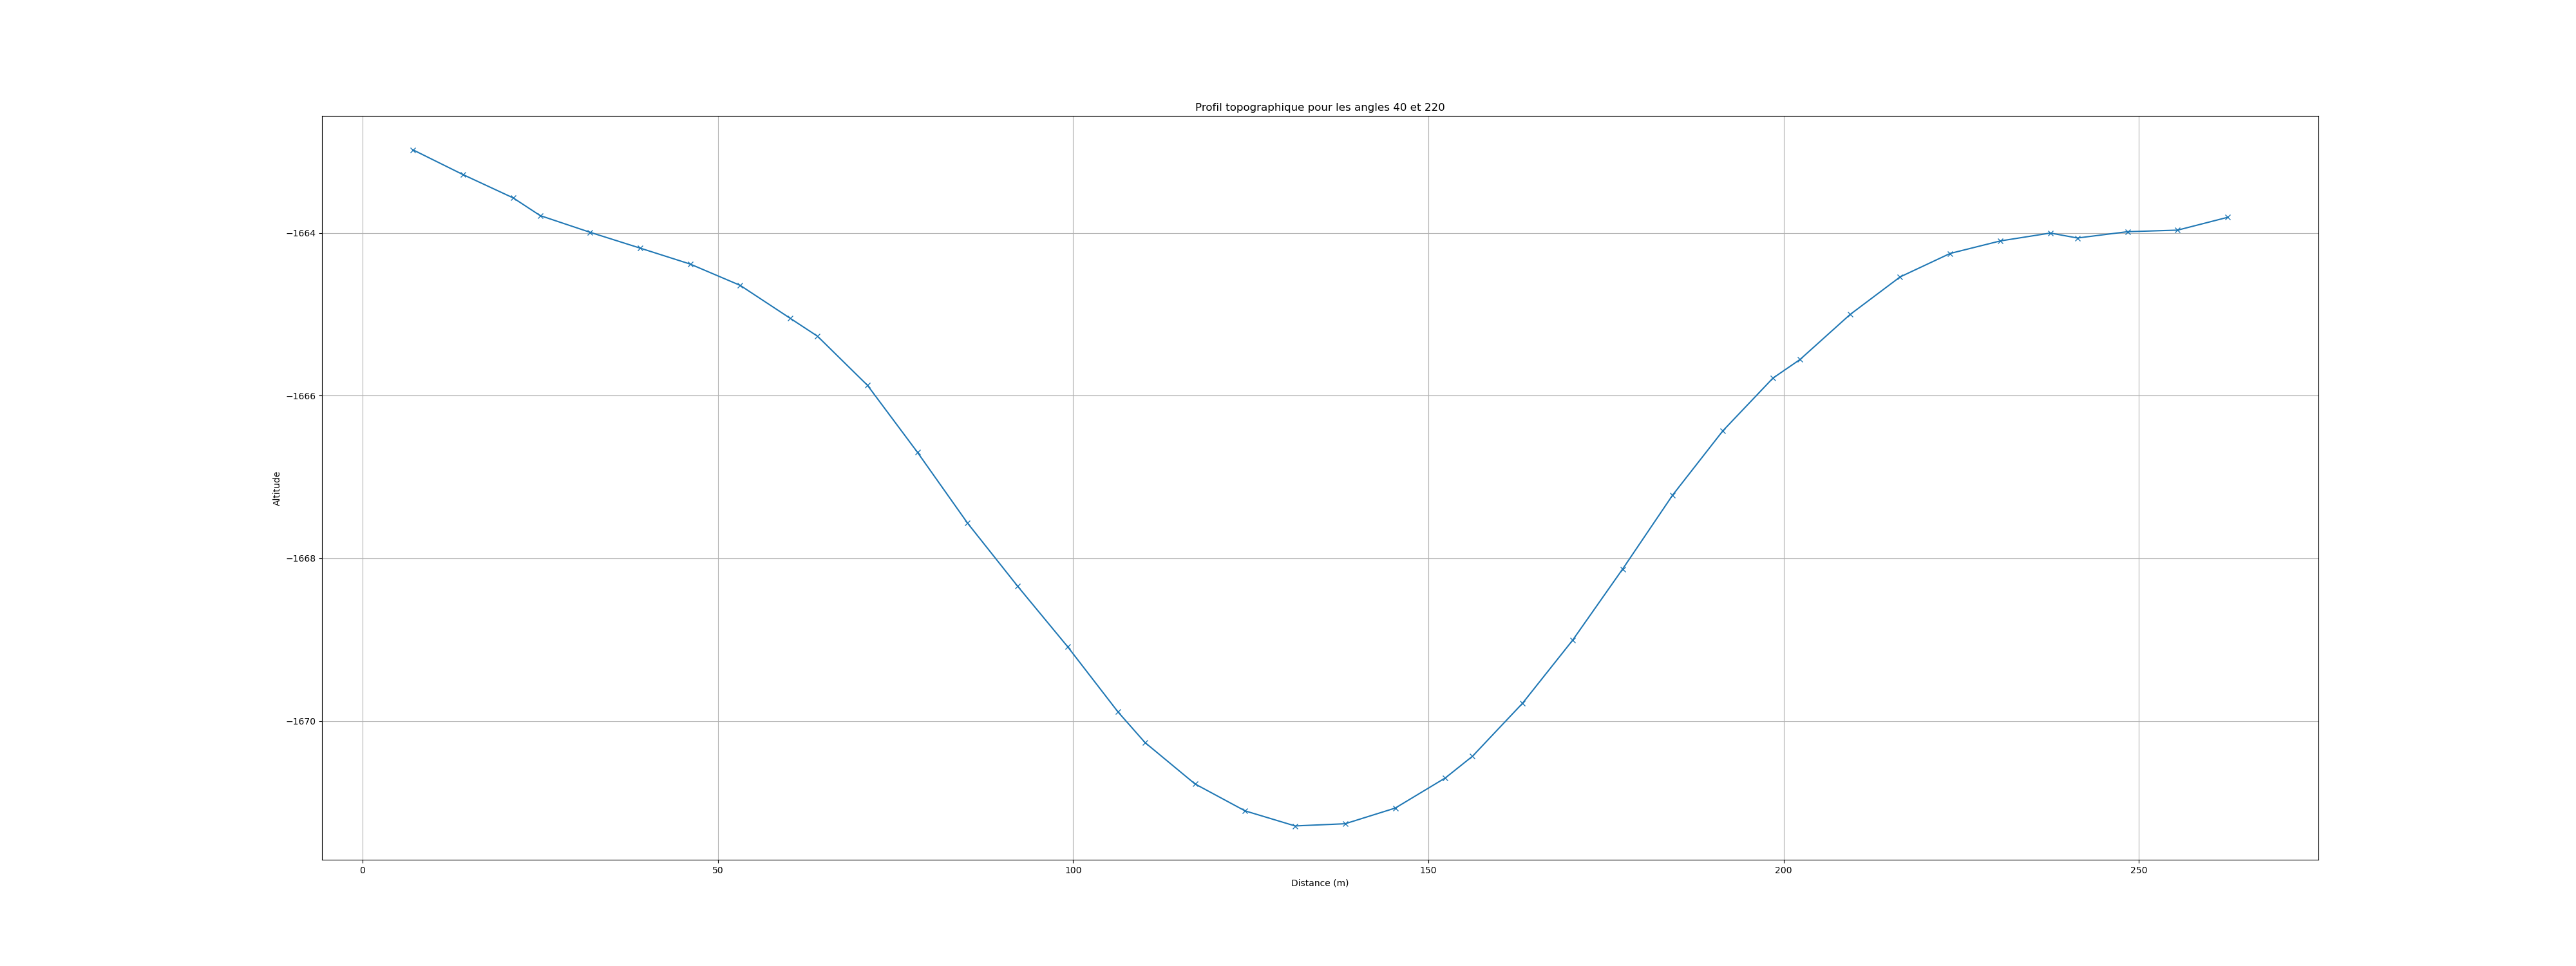 Profil topographique pour les angles 40 et 220
Altitude
−1664
−1666
−1668
−1670
0 50 100 150 200 250
Distance (m)